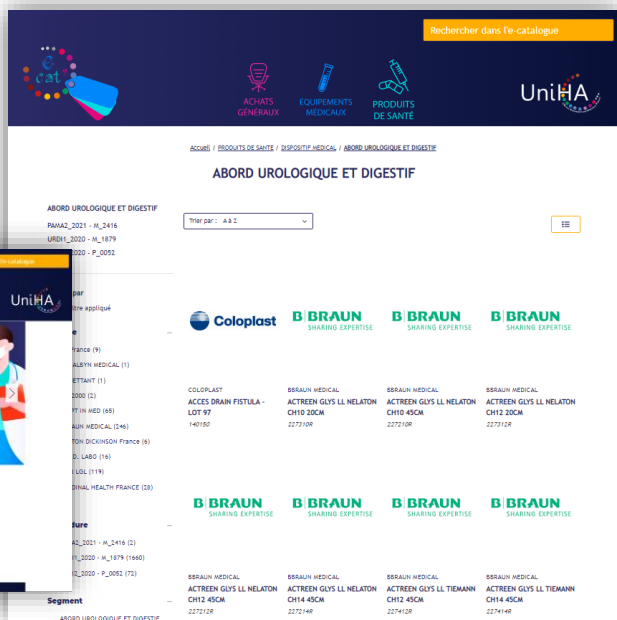 Rechercher dans l'e-catalogue
e-
cat
ACHATS
GÉNÉRAUX
EQUIPEMENTS
MÉDICAUX
PRODUITS
DE SANTÉ
UniHA
Accueil / PRODUITS DE SANTE / DISPOSITIF MEDICAL / ABORD UROLOGIQUE ET DIGESTIF
ABORD UROLOGIQUE ET DIGESTIF
ABORD UROLOGIQUE ET DIGESTIF
PAMA2_2021 - M_2416
URDI1_2020 - M_1879
2020 - P_0052
Trier par : A à Z
e-catalogue
UniHA
par
appliqué
France (9)
ALBYN MEDICAL (1)
ETTANT (1)
2000 (2)
PT IN MED (65)
AUN MEDICAL (246)
TON DICKINSON France (6)
D. LABO (16)
LGL (119)
DINAL HEALTH FRANCE (28)
dure
A2_2021 - M_2416 (2)
I1_2020 - M_1879 (1660)
2_2020 - P_0052 (72)
Segment
ABORD UROLOGIQUE ET DIGESTIF
Coloplast
COLOPLAST
ACCES DRAIN FISTULA -
LOT 97
140150
B BRAUN
SHARING EXPERTISE
BBRAUN MEDICAL
ACTREEN GLYS LL NELATON
CH10 20CM
227310R
B BRAUN
SHARING EXPERTISE
BBRAUN MEDICAL
ACTREEN GLYS LL NELATON
CH10 45CM
227210R
B BRAUN
SHARING EXPERTISE
BBRAUN MEDICAL
ACTREEN GLYS LL NELATON
CH12 20CM
227312R
B BRAUN
SHARING EXPERTISE
BBRAUN MEDICAL
ACTREEN GLYS LL NELATON
CH12 45CM
227212R
B BRAUN
SHARING EXPERTISE
BBRAUN MEDICAL
ACTREEN GLYS LL NELATON
CH14 45CM
227214R
B BRAUN
SHARING EXPERTISE
BBRAUN MEDICAL
ACTREEN GLYS LL TIEMANN
CH12 45CM
227412R
B BRAUN
SHARING EXPERTISE
BBRAUN MEDICAL
ACTREEN GLYS LL TIEMANN
CH14 45CM
227414R